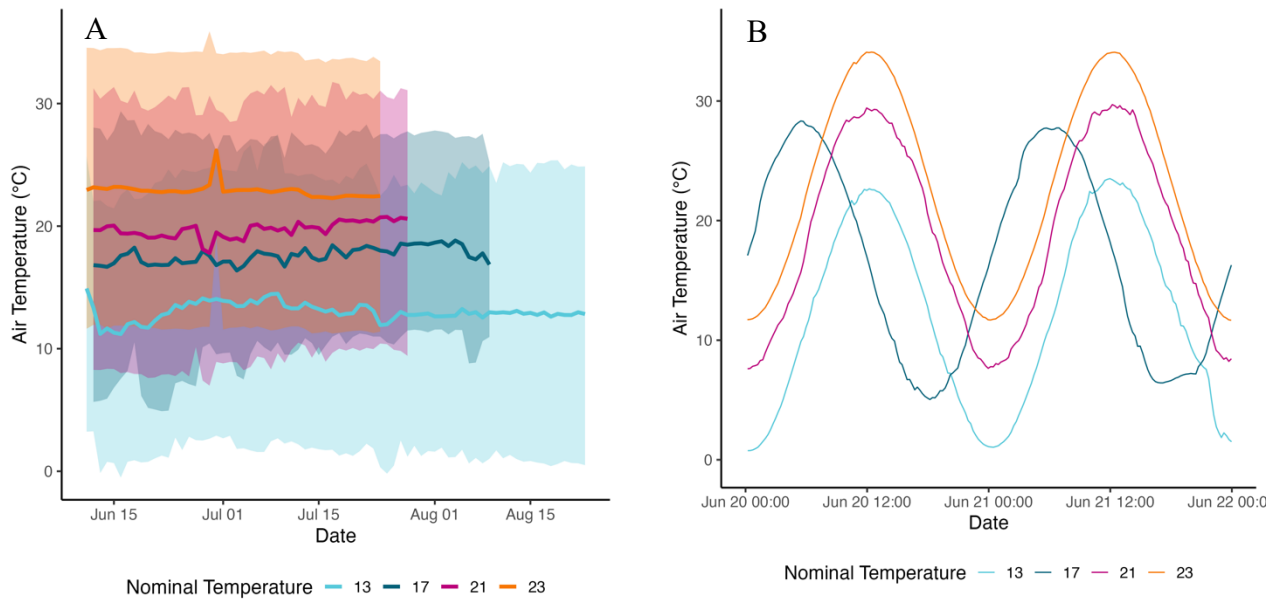 A
Air Temperature (°C)
30
20
10
0
Jun 15
Jul 01
Jul 15
Aug 01
Aug 15
Date
Nominal Temperature 13 17 21 23
B
Air Temperature (°C)
30
20
10
0
Jun 20 00:00
Jun 20 12:00
Jun 21 00:00
Jun 21 12:00
Jun 22 00:0
Date
Nominal Temperature 13 17 21 23